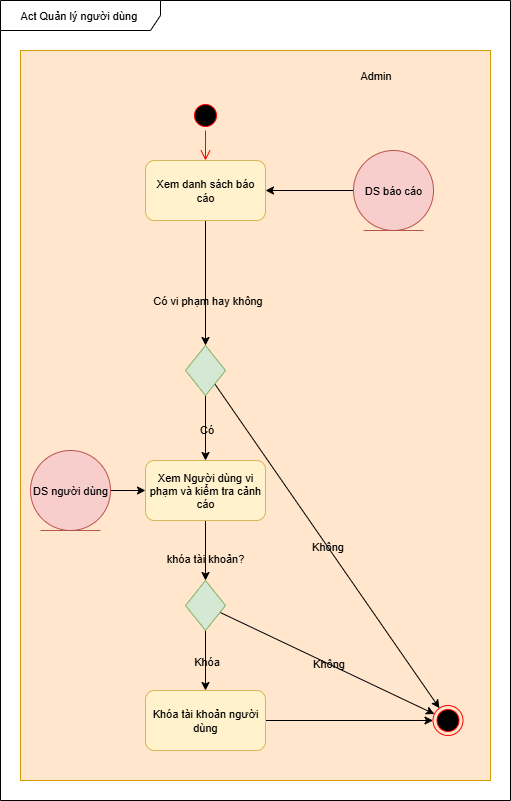 Act Quản lý người dùng
Admin
Xem danh sách báo
cáo
DS báo cáo
Có vi phạm hay không
Có
Xem Người dùng vi
phạm và kiểm tra cảnh
cáo
DS người dùng
Không
khóa tài khoản?
Khóa
Không
Khóa tài khoản người
dùng